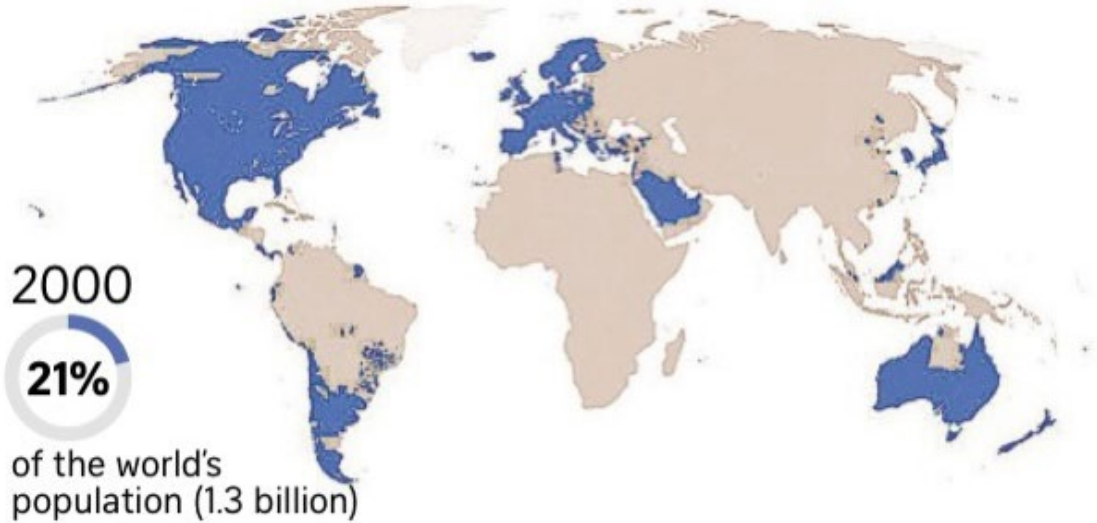 2000
21%
of the world's
population (1.3 billion)